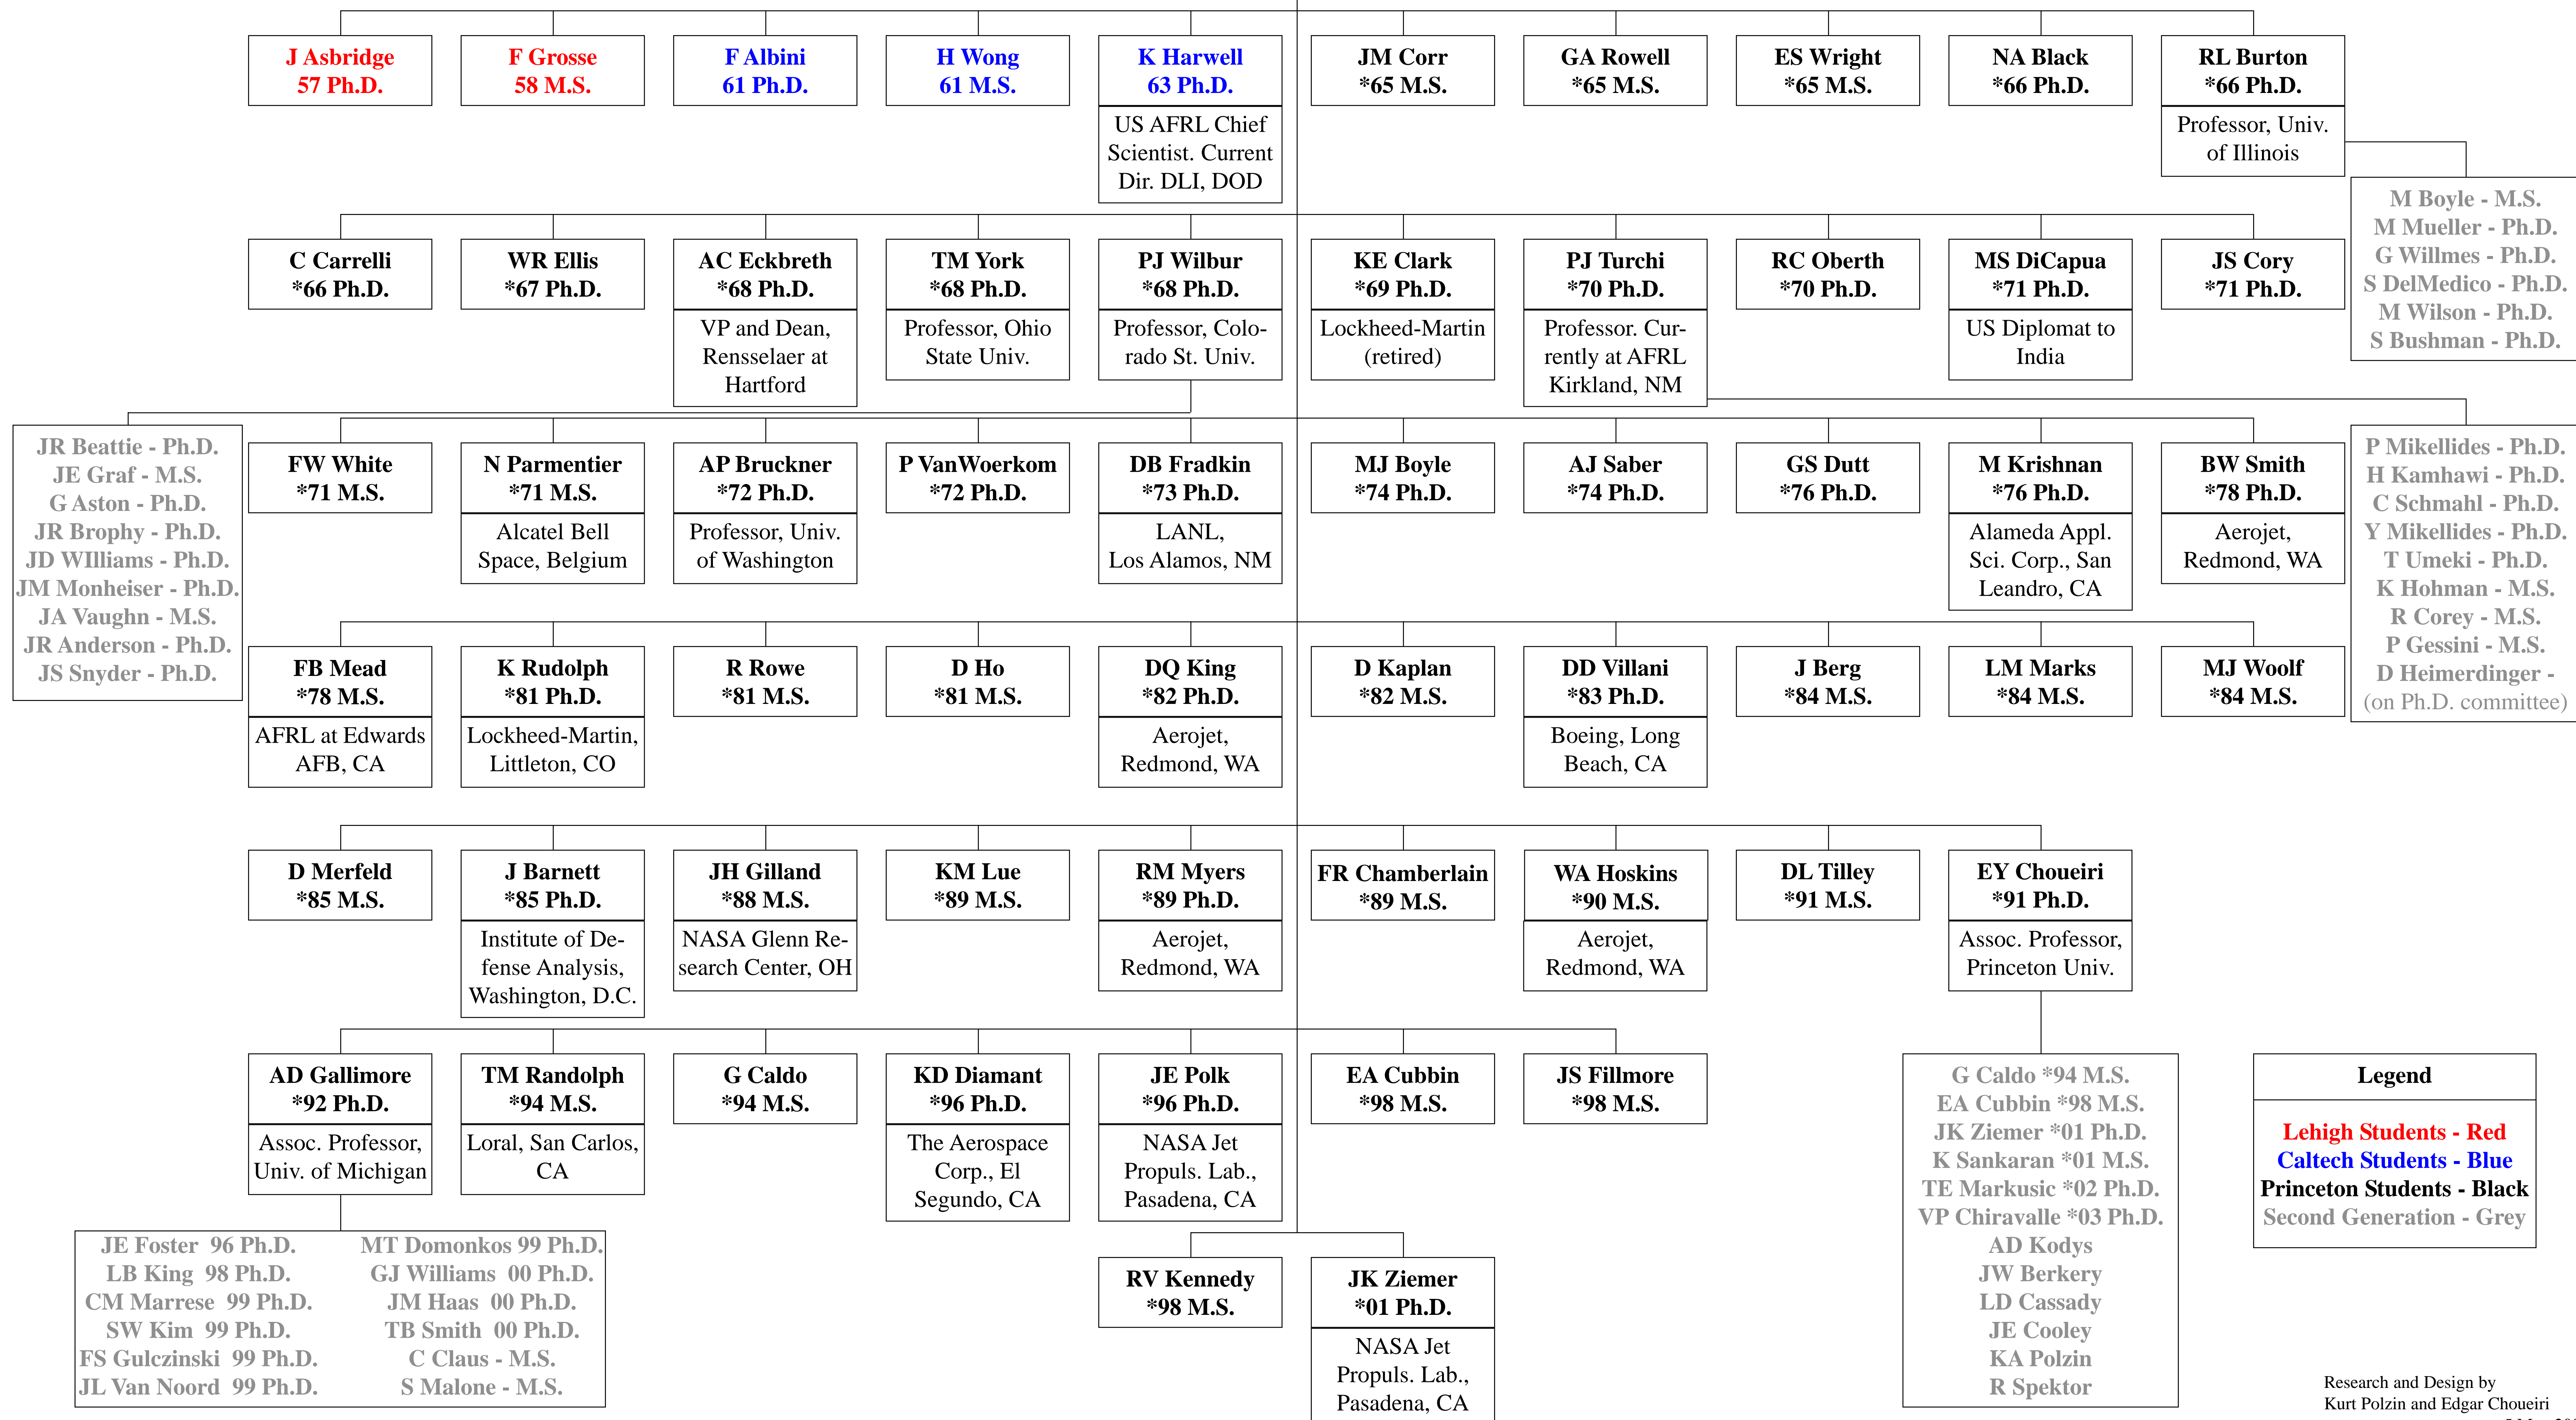 J Asbridge
57 Ph.D.
F Grosse
58 M.S.
F Albini
61 Ph.D.
H Wong
61 M.S.
K Harwell
63 Ph.D.
US AFRL Chief
Scientist. Current
Dir. DLI, DOD
JM Corr
*65 M.S.
GA Rowell
*65 M.S.
ES Wright
*65 M.S.
NA Black
*66 Ph.D.
RL Burton
*66 Ph.D.
Professor, Univ.
of Illinois
M Boyle - M.S.
M Mueller - Ph.D.
G Willmes - Ph.D.
S DelMedico - Ph.D.
M Wilson - Ph.D.
S Bushman - Ph.D.
C Carrelli
*66 Ph.D.
WR Ellis
*67 Ph.D.
AC Eckbreth
*68 Ph.D.
VP and Dean,
Rensselaer at
Hartford
TM York
*68 Ph.D.
Professor, Ohio
State Univ.
PJ Wilbur
*68 Ph.D.
Professor, Colo-
rado St. Univ.
KE Clark
*69 Ph.D.
Lockheed-Martin
(retired)
PJ Turchi
*70 Ph.D.
Professor. Cur-
rently at AFRL
Kirkland, NM
RC Oberth
*70 Ph.D.
MS DiCapua
*71 Ph.D.
US Diplomat to
India
JS Cory
*71 Ph.D.
JR Beattie - Ph.D.
JE Graf - M.S.
G Aston - Ph.D.
JR Brophy - Ph.D.
JD WIlliams - Ph.D.
JM Monheiser - Ph.D.
JA Vaughn - M.S.
JR Anderson - Ph.D.
JS Snyder - Ph.D.
FW White
*71 M.S.
N Parmentier
*71 M.S.
Alcatel Bell
Space, Belgium
AP Bruckner
*72 Ph.D.
Professor, Univ.
of Washington
P VanWoerkom
*72 Ph.D.
DB Fradkin
*73 Ph.D.
LANL,
Los Alamos, NM
MJ Boyle
*74 Ph.D.
AJ Saber
*74 Ph.D.
GS Dutt
*76 Ph.D.
M Krishnan
*76 Ph.D.
Alameda Appl.
Sci. Corp., San
Leandro, CA
BW Smith
*78 Ph.D.
Aerojet,
Redmond, WA
P Mikellides - Ph.D.
H Kamhawi - Ph.D.
C Schmahl - Ph.D.
Y Mikellides - Ph.D.
T Umeki - Ph.D.
K Hohman - M.S.
R Corey - M.S.
P Gessini - M.S.
D Heimerdinger -
(on Ph.D. committee)
FB Mead
*78 M.S.
AFRL at Edwards
AFB, CA
K Rudolph
*81 Ph.D.
Lockheed-Martin,
Littleton, CO
R Rowe
*81 M.S.
D Ho
*81 M.S.
DQ King
*82 Ph.D.
Aerojet,
Redmond, WA
D Kaplan
*82 M.S.
DD Villani
*83 Ph.D.
Boeing, Long
Beach, CA
J Berg
*84 M.S.
LM Marks
*84 M.S.
MJ Woolf
*84 M.S.
D Merfeld
*85 M.S.
J Barnett
*85 Ph.D.
Institute of De-
fense Analysis,
Washington, D.C.
JH Gilland
*88 M.S.
NASA Glenn Re-
search Center, OH
KM Lue
*89 M.S.
RM Myers
*89 Ph.D.
Aerojet,
Redmond, WA
FR Chamberlain
*89 M.S.
WA Hoskins
*90 M.S.
Aerojet,
Redmond, WA
DL Tilley
*91 M.S.
EY Choueiri
*91 Ph.D.
Assoc. Professor,
Princeton Univ.
AD Gallimore
*92 Ph.D.
Assoc. Professor,
Univ. of Michigan
TM Randolph
*94 M.S.
Loral, San Carlos,
CA
G Caldo
*94 M.S.
KD Diamant
*96 Ph.D.
The Aerospace
Corp., El
Segundo, CA
JE Polk
*96 Ph.D.
NASA Jet
Propuls. Lab.,
Pasadena, CA
EA Cubbin
*98 M.S.
JS Fillmore
*98 M.S.
G Caldo *94 M.S.
EA Cubbin *98 M.S.
JK Ziemer *01 Ph.D.
K Sankaran *01 M.S.
TE Markusic *02 Ph.D.
VP Chiravalle *03 Ph.D.
AD Kodys
JW Berkery
LD Cassady
JE Cooley
KA Polzin
R Spektor
Legend
Lehigh Students - Red
Caltech Students - Blue
Princeton Students - Black
Second Generation - Grey
JE Foster 96 Ph.D.
LB King 98 Ph.D.
CM Marrese 99 Ph.D.
SW Kim 99 Ph.D.
FS Gulczinski 99 Ph.D.
JL Van Noord 99 Ph.D.
MT Domonkos 99 Ph.D.
GJ Williams 00 Ph.D.
JM Haas 00 Ph.D.
TB Smith 00 Ph.D.
C Claus - M.S.
S Malone - M.S.
RV Kennedy
*98 M.S.
JK Ziemer
*01 Ph.D.
NASA Jet
Propuls. Lab.,
Pasadena, CA
Research and Design by
Kurt Polzin and Edgar Choueiri